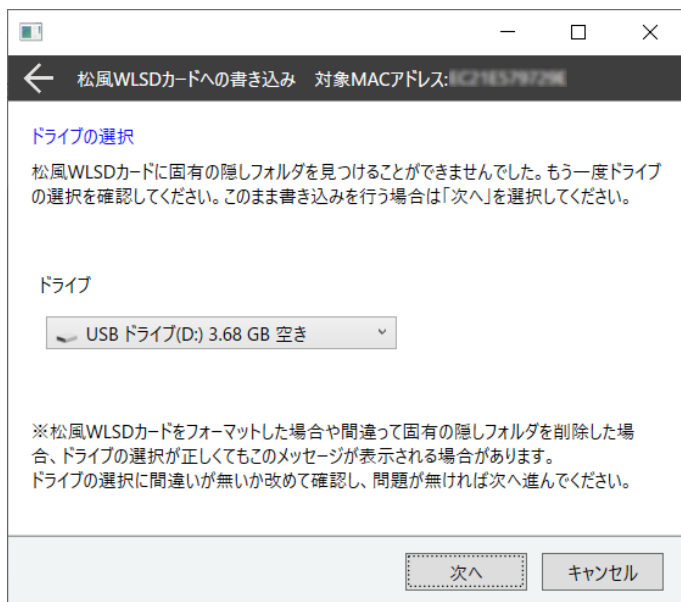 松風WLSDカードへの書き込み　対象MACアドレス:
ドライブの選択
松風WLSDカードに固有の隠しフォルダを見つけることができませんでした。もう一度ドライブ
の選択を確認してください。このまま書き込みを行う場合は「次へ」を選択してください。
ドライブ
USB ドライブ(D:) 3.68 GB 空き
※松風WLSDカードをフォーマットした場合や間違って固有の隠しフォルダを削除した場
合、ドライブの選択が正しくてもこのメッセージが表示される場合があります。
ドライブの選択に間違いが無いか改めて確認し、問題が無ければ次へ進んでください。
次へ
キャンセル